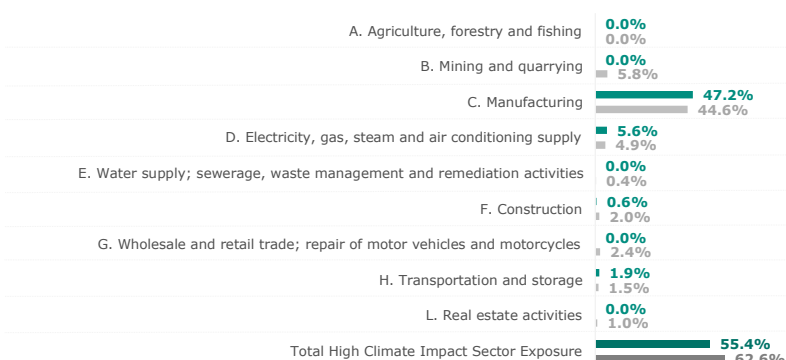 A. Agriculture, forestry and fishing 0.0%
0.0%
B. Mining and quarrying 0.0%
5.8%
C. Manufacturing 47.2%
44.6%
D. Electricity, gas, steam and air conditioning supply 5.6%
4.9%
E. Water supply; sewerage, waste management and remediation activities 0.0%
0.4%
F. Construction 0.6%
2.0%
G. Wholesale and retail trade; repair of motor vehicles and motorcycles 0.0%
2.4%
H. Transportation and storage 1.9%
1.5%
L. Real estate activities 0.0%
1.0%
Total High Climate Impact Sector Exposure 55.4%
62.6%